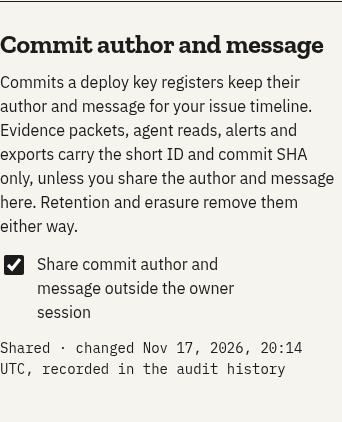 Commit author and message
Commits a deploy key registers keep their
author and message for your issue timeline.
Evidence packets, agent reads, alerts and
exports carry the short ID and commit SHA
only, unless you share the author and message
here. Retention and erasure remove them
either way.
Share commit author and
message outside the owner
session
Shared · changed Nov 17, 2026, 20:14
UTC, recorded in the audit history